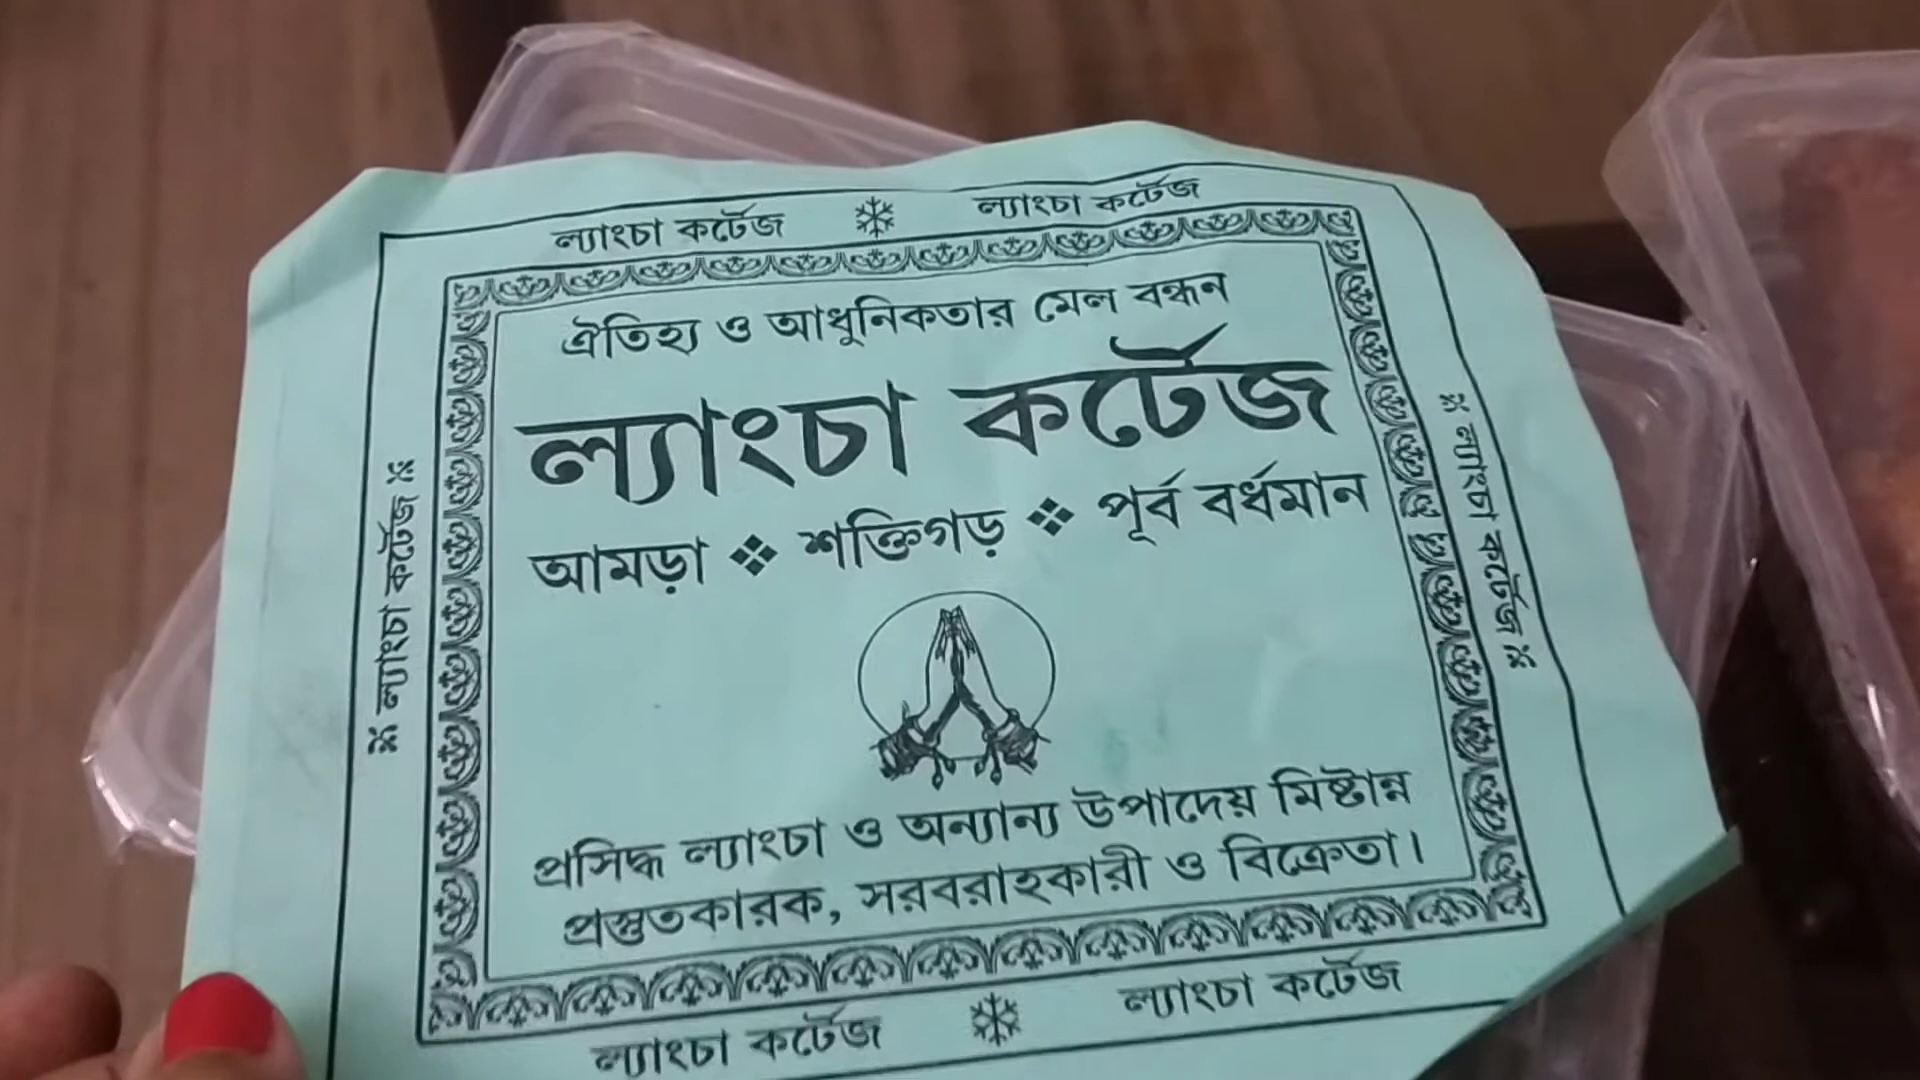 ল্যাংচা কর্টেজ ল্যাংচা কর্টেজ
ঐতিহ্য ও আধুনিকতার মেল বন্ধন
ল্যাংচা কর্টেজ
আমড়া ❖ শক্তিগড় ❖ পূর্ব বর্ধমান
ল্যাংচা কর্টেজ
ল্যাংচা কর্টেজ
প্রসিদ্ধ ল্যাংচা ও অন্যান্য উপাদেয় মিষ্টান্ন
প্রস্তুতকারক, সরবরাহকারী ও বিক্রেতা।
ল্যাংচা কর্টেজ ল্যাংচা কর্টেজ